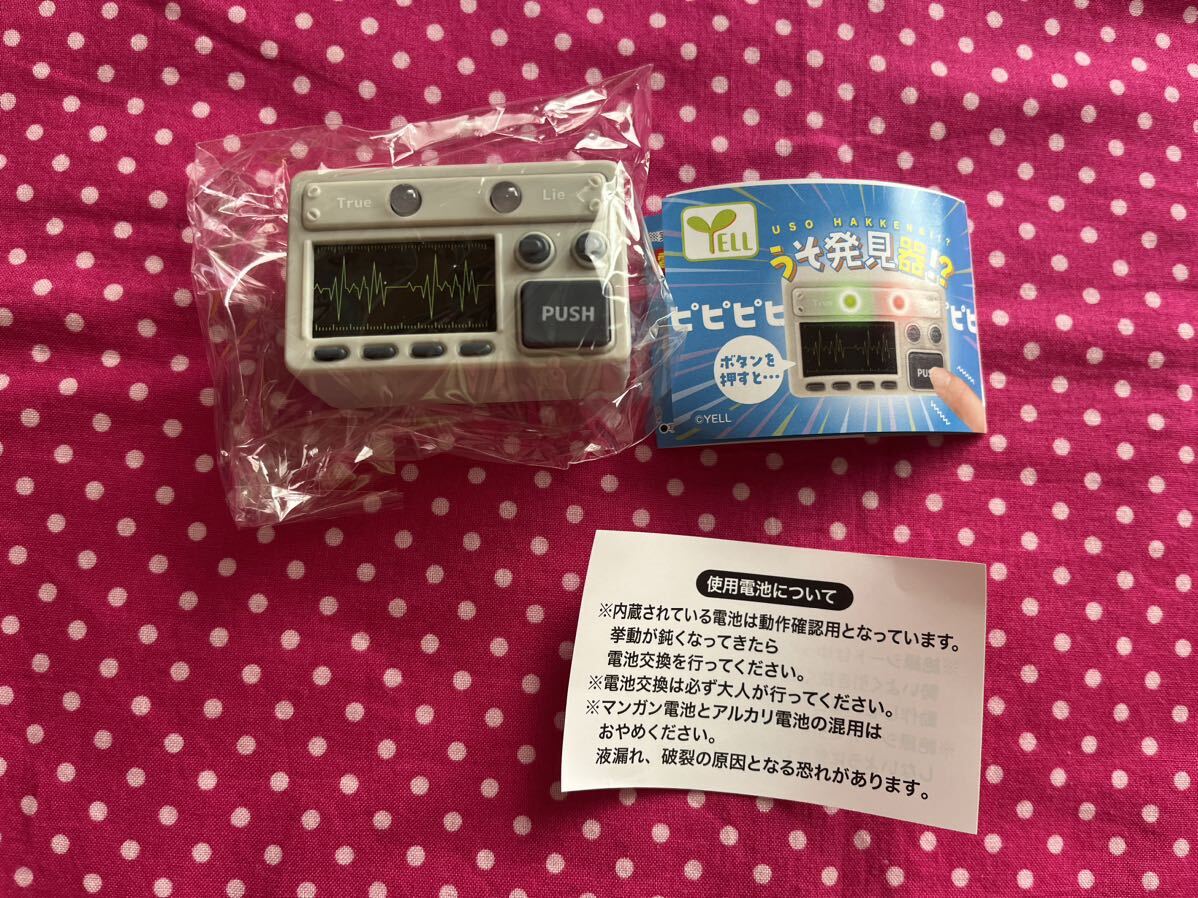 True Lie
PUSH
YELL
USO HAKKENKI!?
うそ発見器!?
ピピピピ
ピピ
True
ボタンを
押すと…
PUSH
©YELL
使用電池について
※内蔵されている電池は動作確認用となっています。
挙動が鈍くなってきたら
電池交換を行ってください。
※電池交換は必ず大人が行ってください。
※マンガン電池とアルカリ電池の混用は
おやめください。
液漏れ、破裂の原因となる恐れがあります。